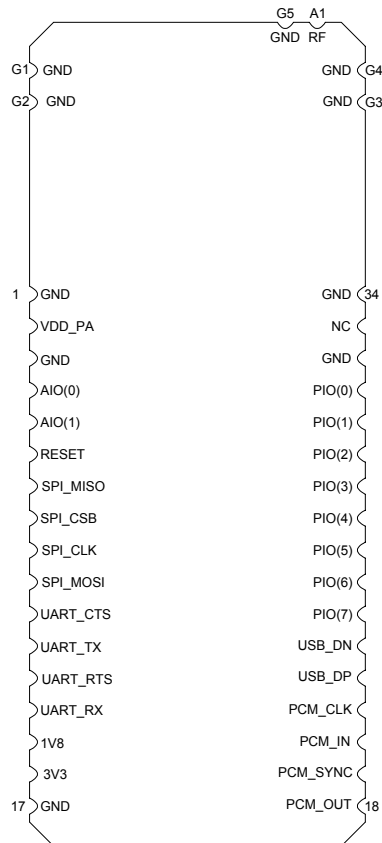 G5 A1
GND RF
G1 GND GND G4
G2 GND GND G3
1 GND GND 34
VDD_PA NC
GND GND
AIO(0) PIO(0)
AIO(1) PIO(1)
RESET PIO(2)
SPI_MISO PIO(3)
SPI_CSB PIO(4)
SPI_CLK PIO(5)
SPI_MOSI PIO(6)
UART_CTS PIO(7)
UART_TX USB_DN
UART_RTS USB_DP
UART_RX PCM_CLK
1V8 PCM_IN
3V3 PCM_SYNC
17 GND PCM_OUT 18